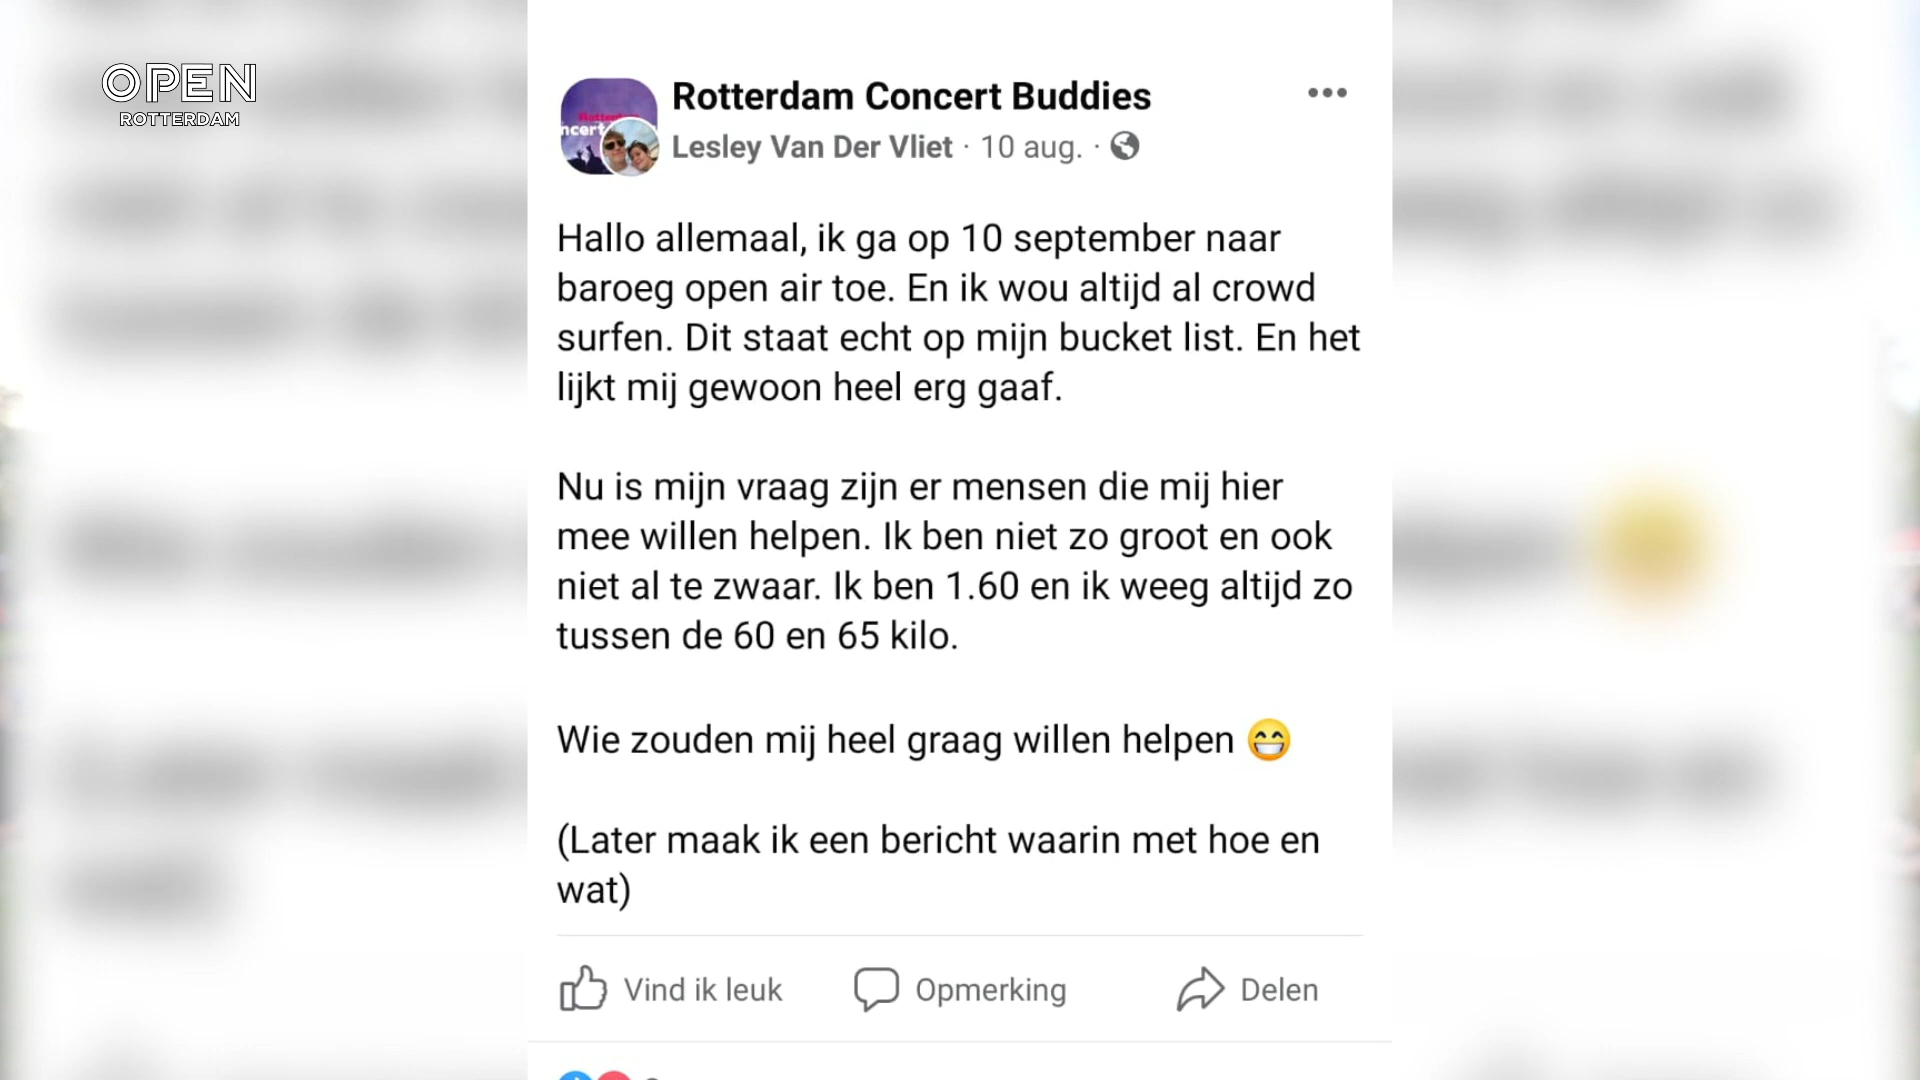 OPEN
ROTTERDAM
Rotterdam Concert Buddies
Lesley Van Der Vliet · 10 aug. ·
Hallo allemaal, ik ga op 10 september naar
baroeg open air toe. En ik wou altijd al crowd
surfen. Dit staat echt op mijn bucket list. En het
lijkt mij gewoon heel erg gaaf.
Nu is mijn vraag zijn er mensen die mij hier
mee willen helpen. Ik ben niet zo groot en ook
niet al te zwaar. Ik ben 1.60 en ik weeg altijd zo
tussen de 60 en 65 kilo.
Wie zouden mij heel graag willen helpen 😁
(Later maak ik een bericht waarin met hoe en
wat)
Vind ik leuk Opmerking Delen